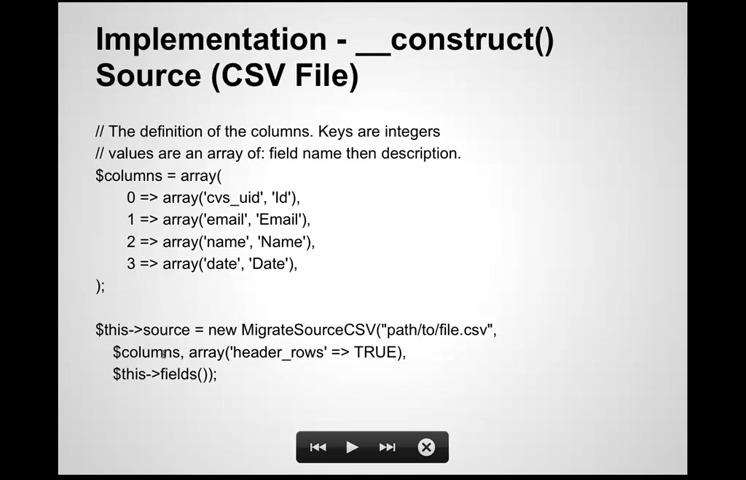 Implementation - __construct()
Source (CSV File)
// The definition of the columns. Keys are integers
// values are an array of: field name then description.
$columns = array(
0 => array('cvs_uid', 'Id'),
1 => array('email', 'Email'),
2 => array('name', 'Name'),
3 => array('date', 'Date'),
);
$this->source = new MigrateSourceCSV("path/to/file.csv",
$columns, array('header_rows' => TRUE),
$this->fields());